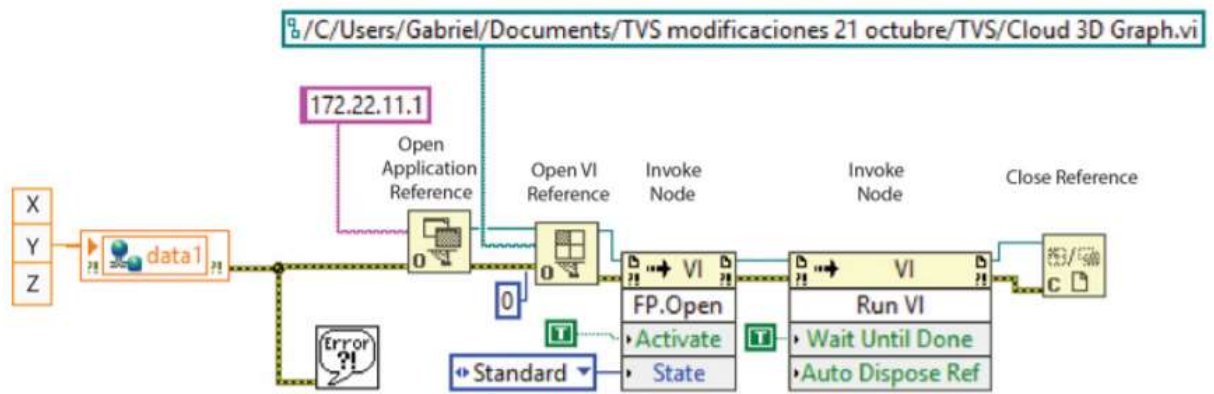 /C/Users/Gabriel/Documents/TVS modificaciones 21 octubre/TVS/Cloud 3D Graph.vi
172.22.11.1
Open
Application
Reference
Open VI
Reference
Invoke
Node
Invoke
Node
Close Reference
X
Y
Z
data1
?!
?!
O
O
0
VI
?!
?!
FP.Open
T
Activate
Standard
State
VI
?!
?!
Run VI
T
Wait Until Done
Auto Dispose Ref
C
Error
?!